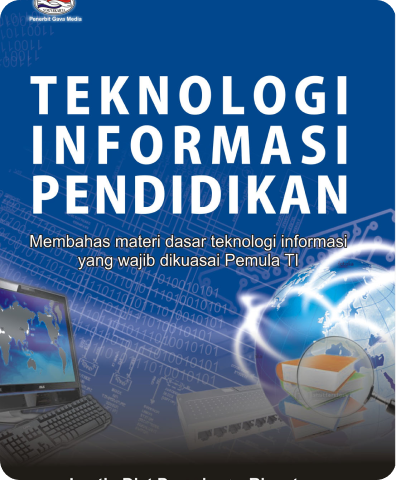 Penerbit Gava Media
TEKNOLOGI
INFORMASI
PENDIDIKAN
Membahas materi dasar teknologi informasi
yang wajib dikuasai Pemula TI